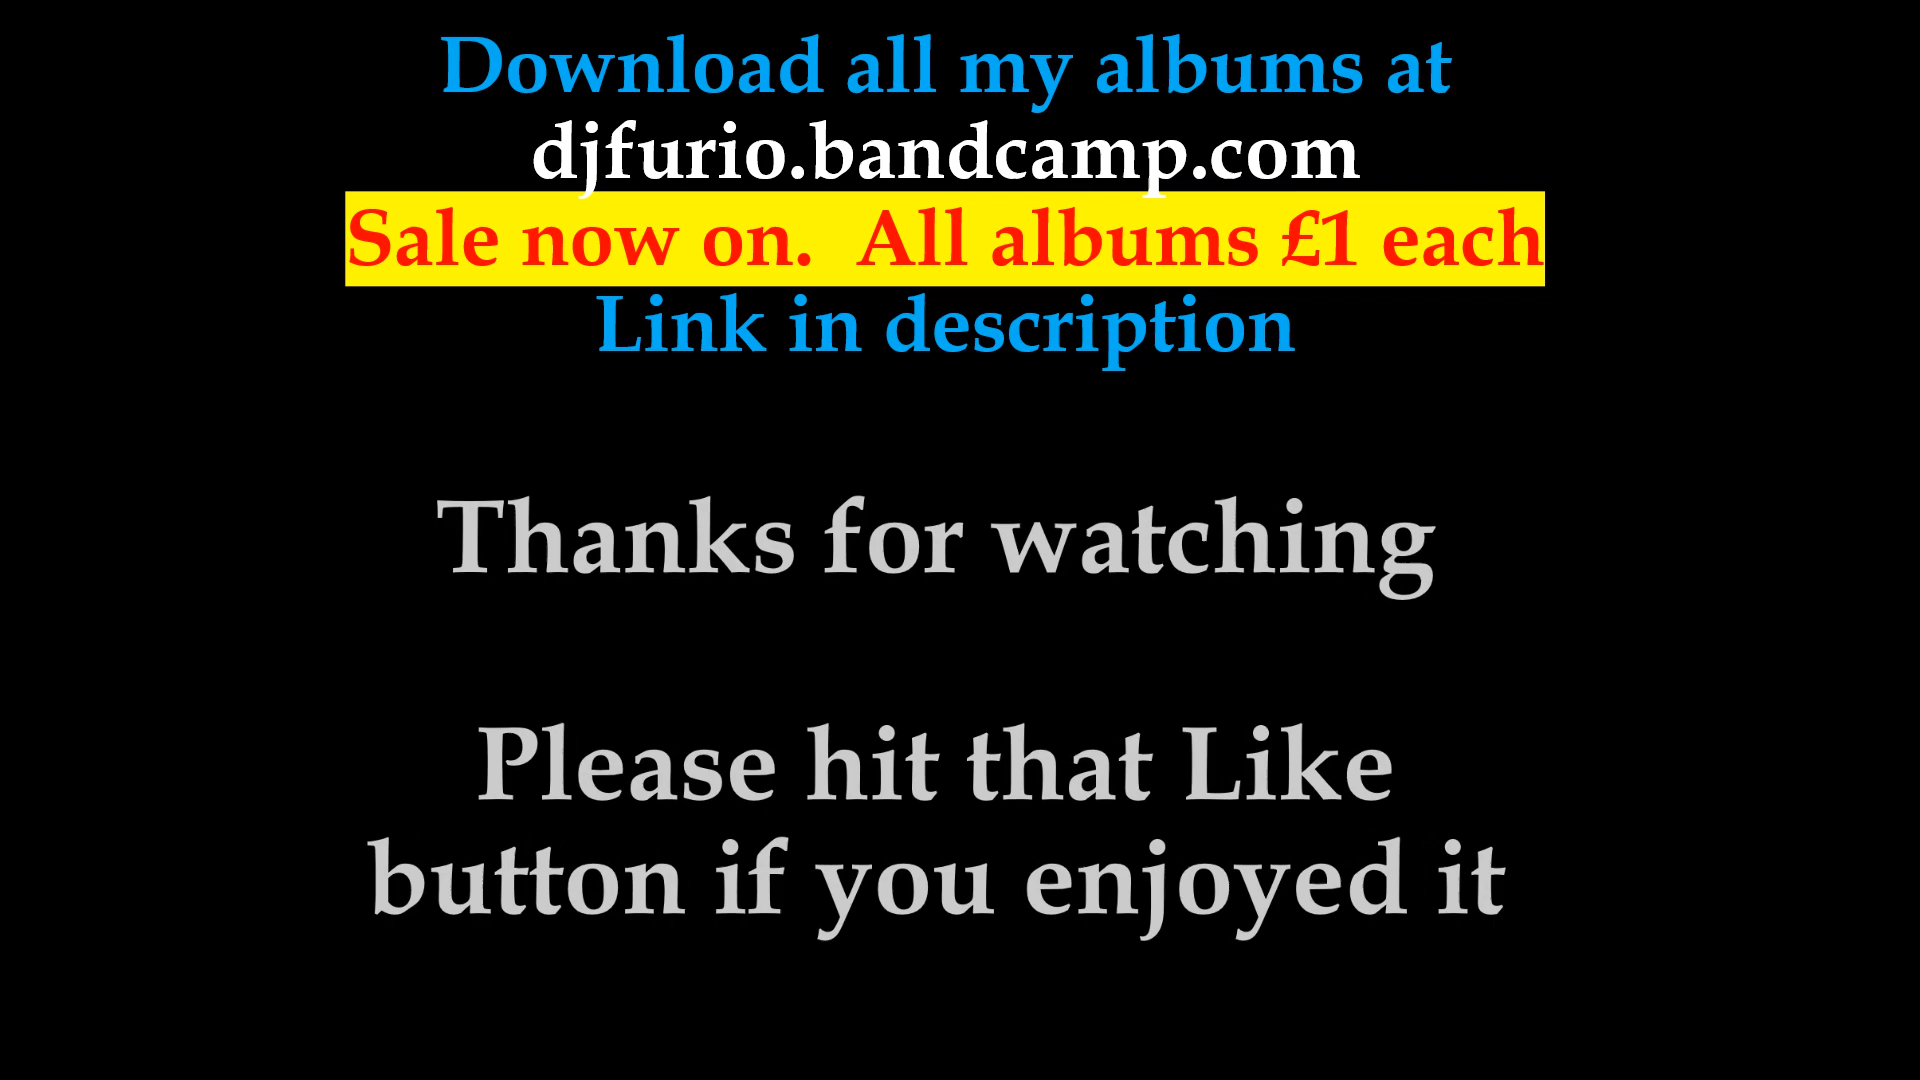 Download all my albums at
djfurio.bandcamp.com
Sale now on.  All albums £1 each
Link in description
Thanks for watching
Please hit that Like
button if you enjoyed it